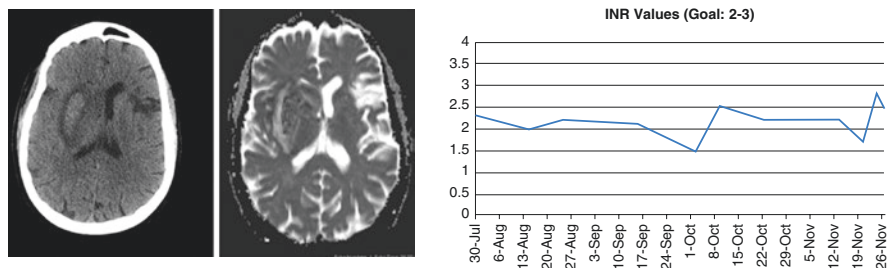 INR Values (Goal: 2-3)
4
3.5
3
2.5
2
1.5
1
0.5
0
30-Jul
6-Aug
13-Aug
20-Aug
27-Aug
3-Sep
10-Sep
17-Sep
24-Sep
1-Oct
8-Oct
15-Oct
22-Oct
29-Oct
5-Nov
12-Nov
19-Nov
26-Nov